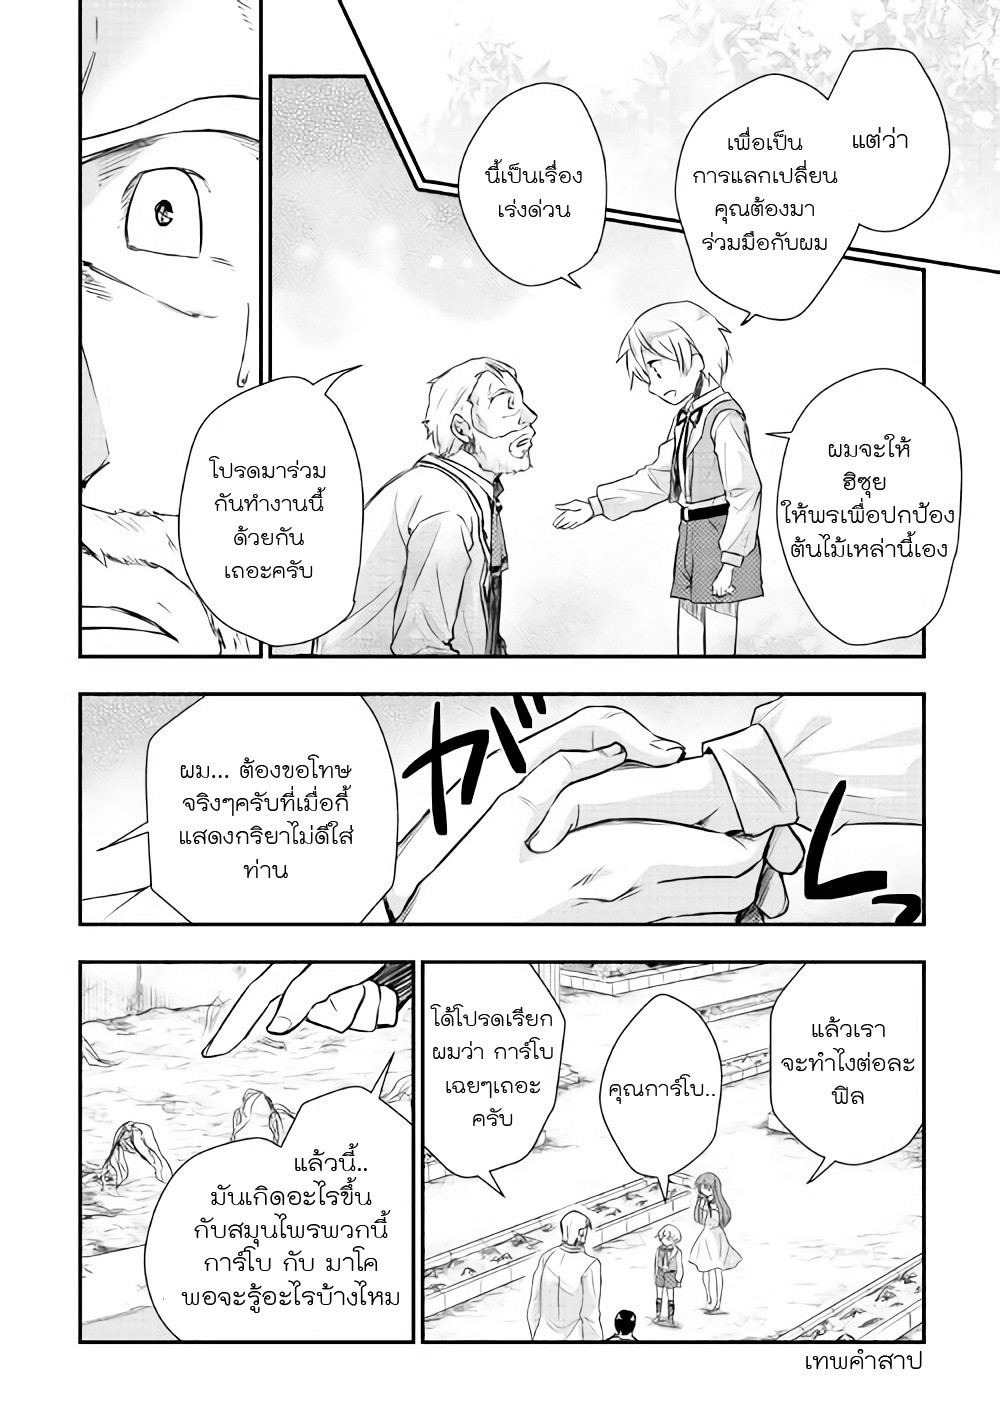 แต่ว่า
เพื่อเป็น
การแลกเปลี่ยน
คุณต้องมา
ร่วมมือกับผม
นี้เป็นเรื่อง
เร่งด่วน
ผมจะให้
ฮิซุย
ให้พรเพื่อปกป้อง
ต้นไม้เหล่านี้เอง
โปรดมาร่วม
กันทำงานนี้
ด้วยกัน
เถอะครับ
ガ
シッ
ผม... ต้องขอโทษ
จริงๆครับที่เมื่อกี้
แสดงกริยาไม่ดีใส่
ท่าน
แล้วเรา
จะทำไงต่อละ
ฟิล
คุณการ์โบ..
ได้โปรดเรียก
ผมว่า การ์โบ
เฉยๆเถอะ
ครับ
แล้วนี้..
มันเกิดอะไรขึ้น
กับสมุนไพรพวกนี้
การ์โบ กับ มาโค
พอจะรู้อะไรบ้างไหม
เทพคำสาป